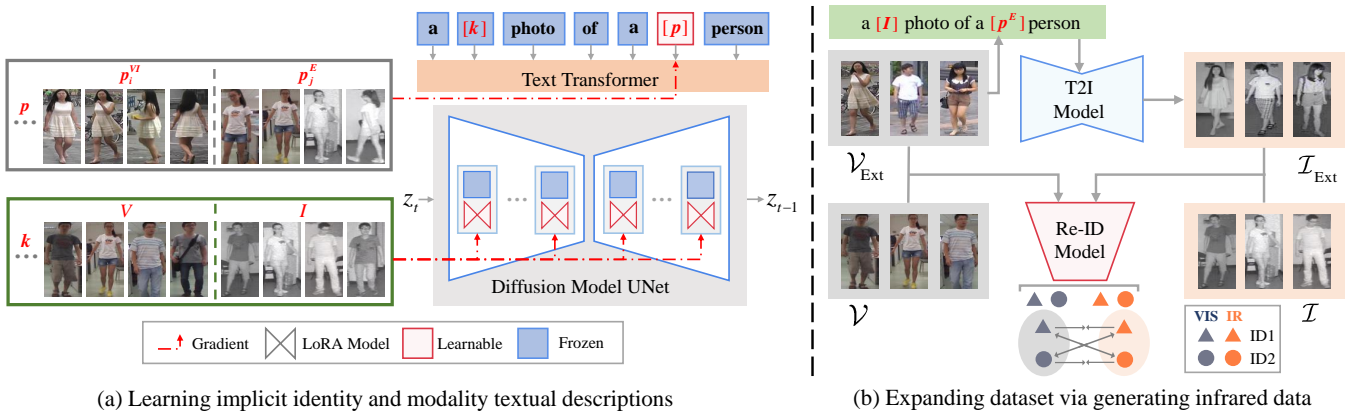 a [k] photo of a [p] person
Text Transformer
p_i^{VI} p_j^E
p
...
z_t ... ... z_{t-1}
V I
k
...
Diffusion Model UNet
Gradient LoRA Model Learnable Frozen
(a) Learning implicit identity and modality textual descriptions
a [I] photo of a [p^E] person
T2I
Model
𝒱_Ext ℐ_Ext
Re-ID
Model
𝒱 ℐ
VIS IR
ID1
ID2
(b) Expanding dataset via generating infrared data